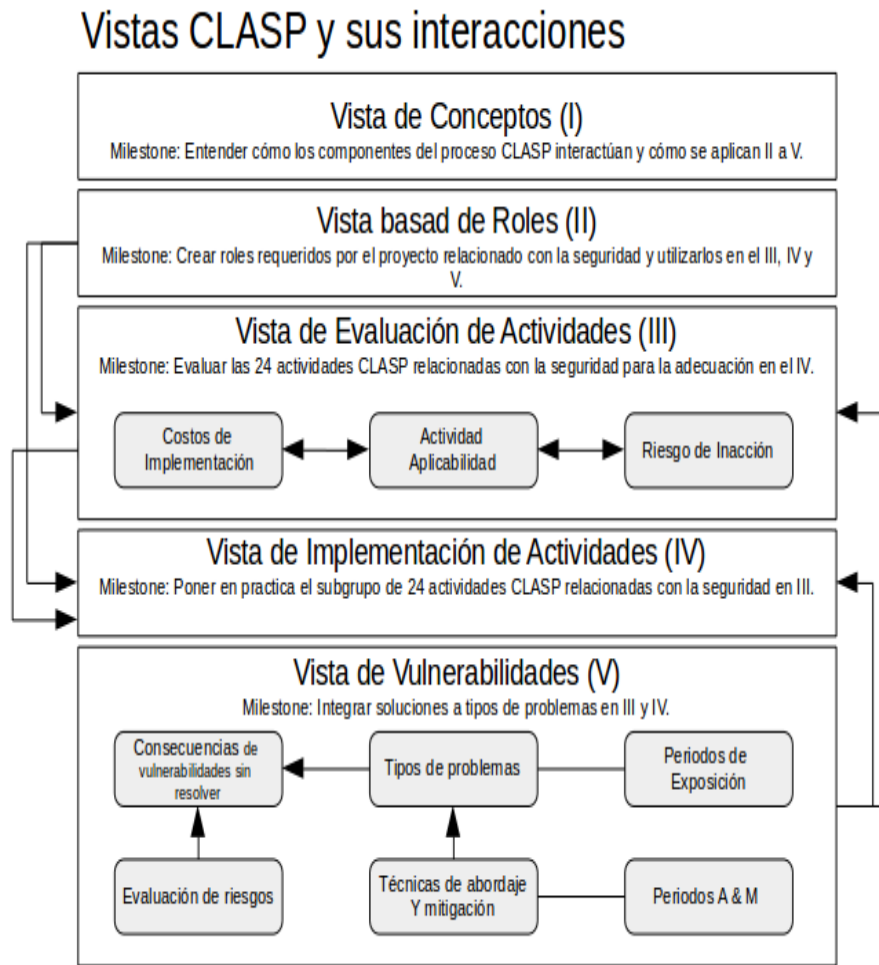 Vistas CLASP y sus interacciones
Vista de Conceptos (I)
Milestone: Entender cómo los componentes del proceso CLASP interactúan y cómo se aplican II a V.
Vista basad de Roles (II)
Milestone: Crear roles requeridos por el proyecto relacionado con la seguridad y utilizarlos en el III, IV y
V.
Vista de Evaluación de Actividades (III)
Milestone: Evaluar las 24 actividades CLASP relacionadas con la seguridad para la adecuación en el IV.
Costos de
Implementación
Actividad
Aplicabilidad
Riesgo de Inacción
Vista de Implementación de Actividades (IV)
Milestone: Poner en practica el subgrupo de 24 actividades CLASP relacionadas con la seguridad en III.
Vista de Vulnerabilidades (V)
Milestone: Integrar soluciones a tipos de problemas en III y IV.
Consecuencias de
vulnerabilidades sin
resolver
Tipos de problemas
Periodos de
Exposición
Evaluación de riesgos
Técnicas de abordaje
Y mitigación
Periodos A & M